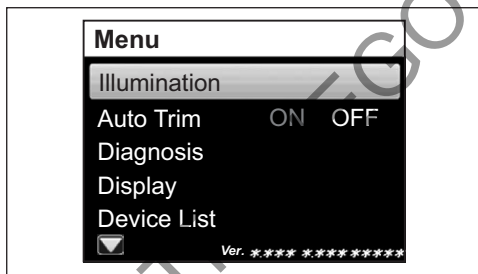 Menu
Illumination
Auto Trim ON OFF
Diagnosis
Display
Device List
Ver. *.*** *.*** *****